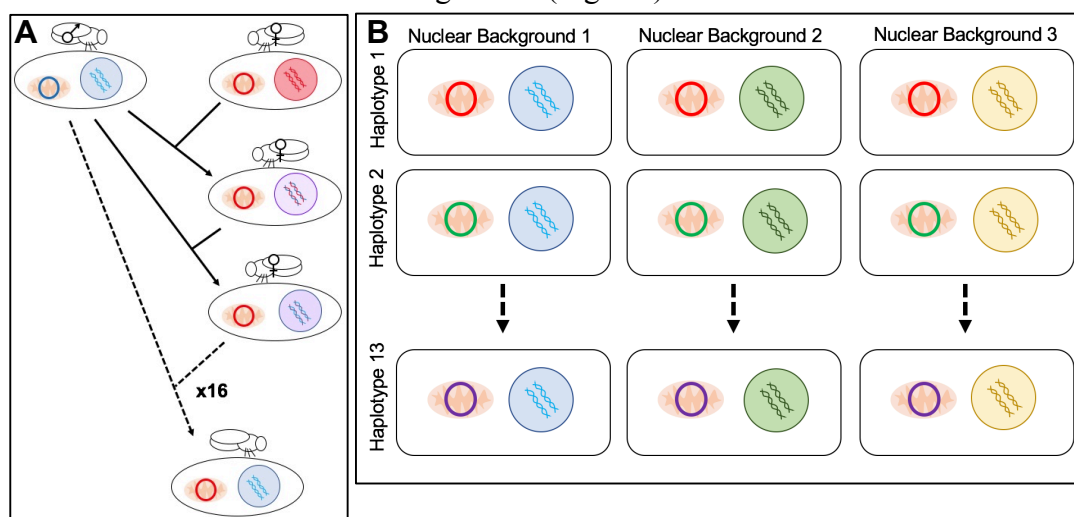 A
x16
B
Nuclear Background 1 Nuclear Background 2 Nuclear Background 3
Haplotype 1
Haplotype 2
Haplotype 13